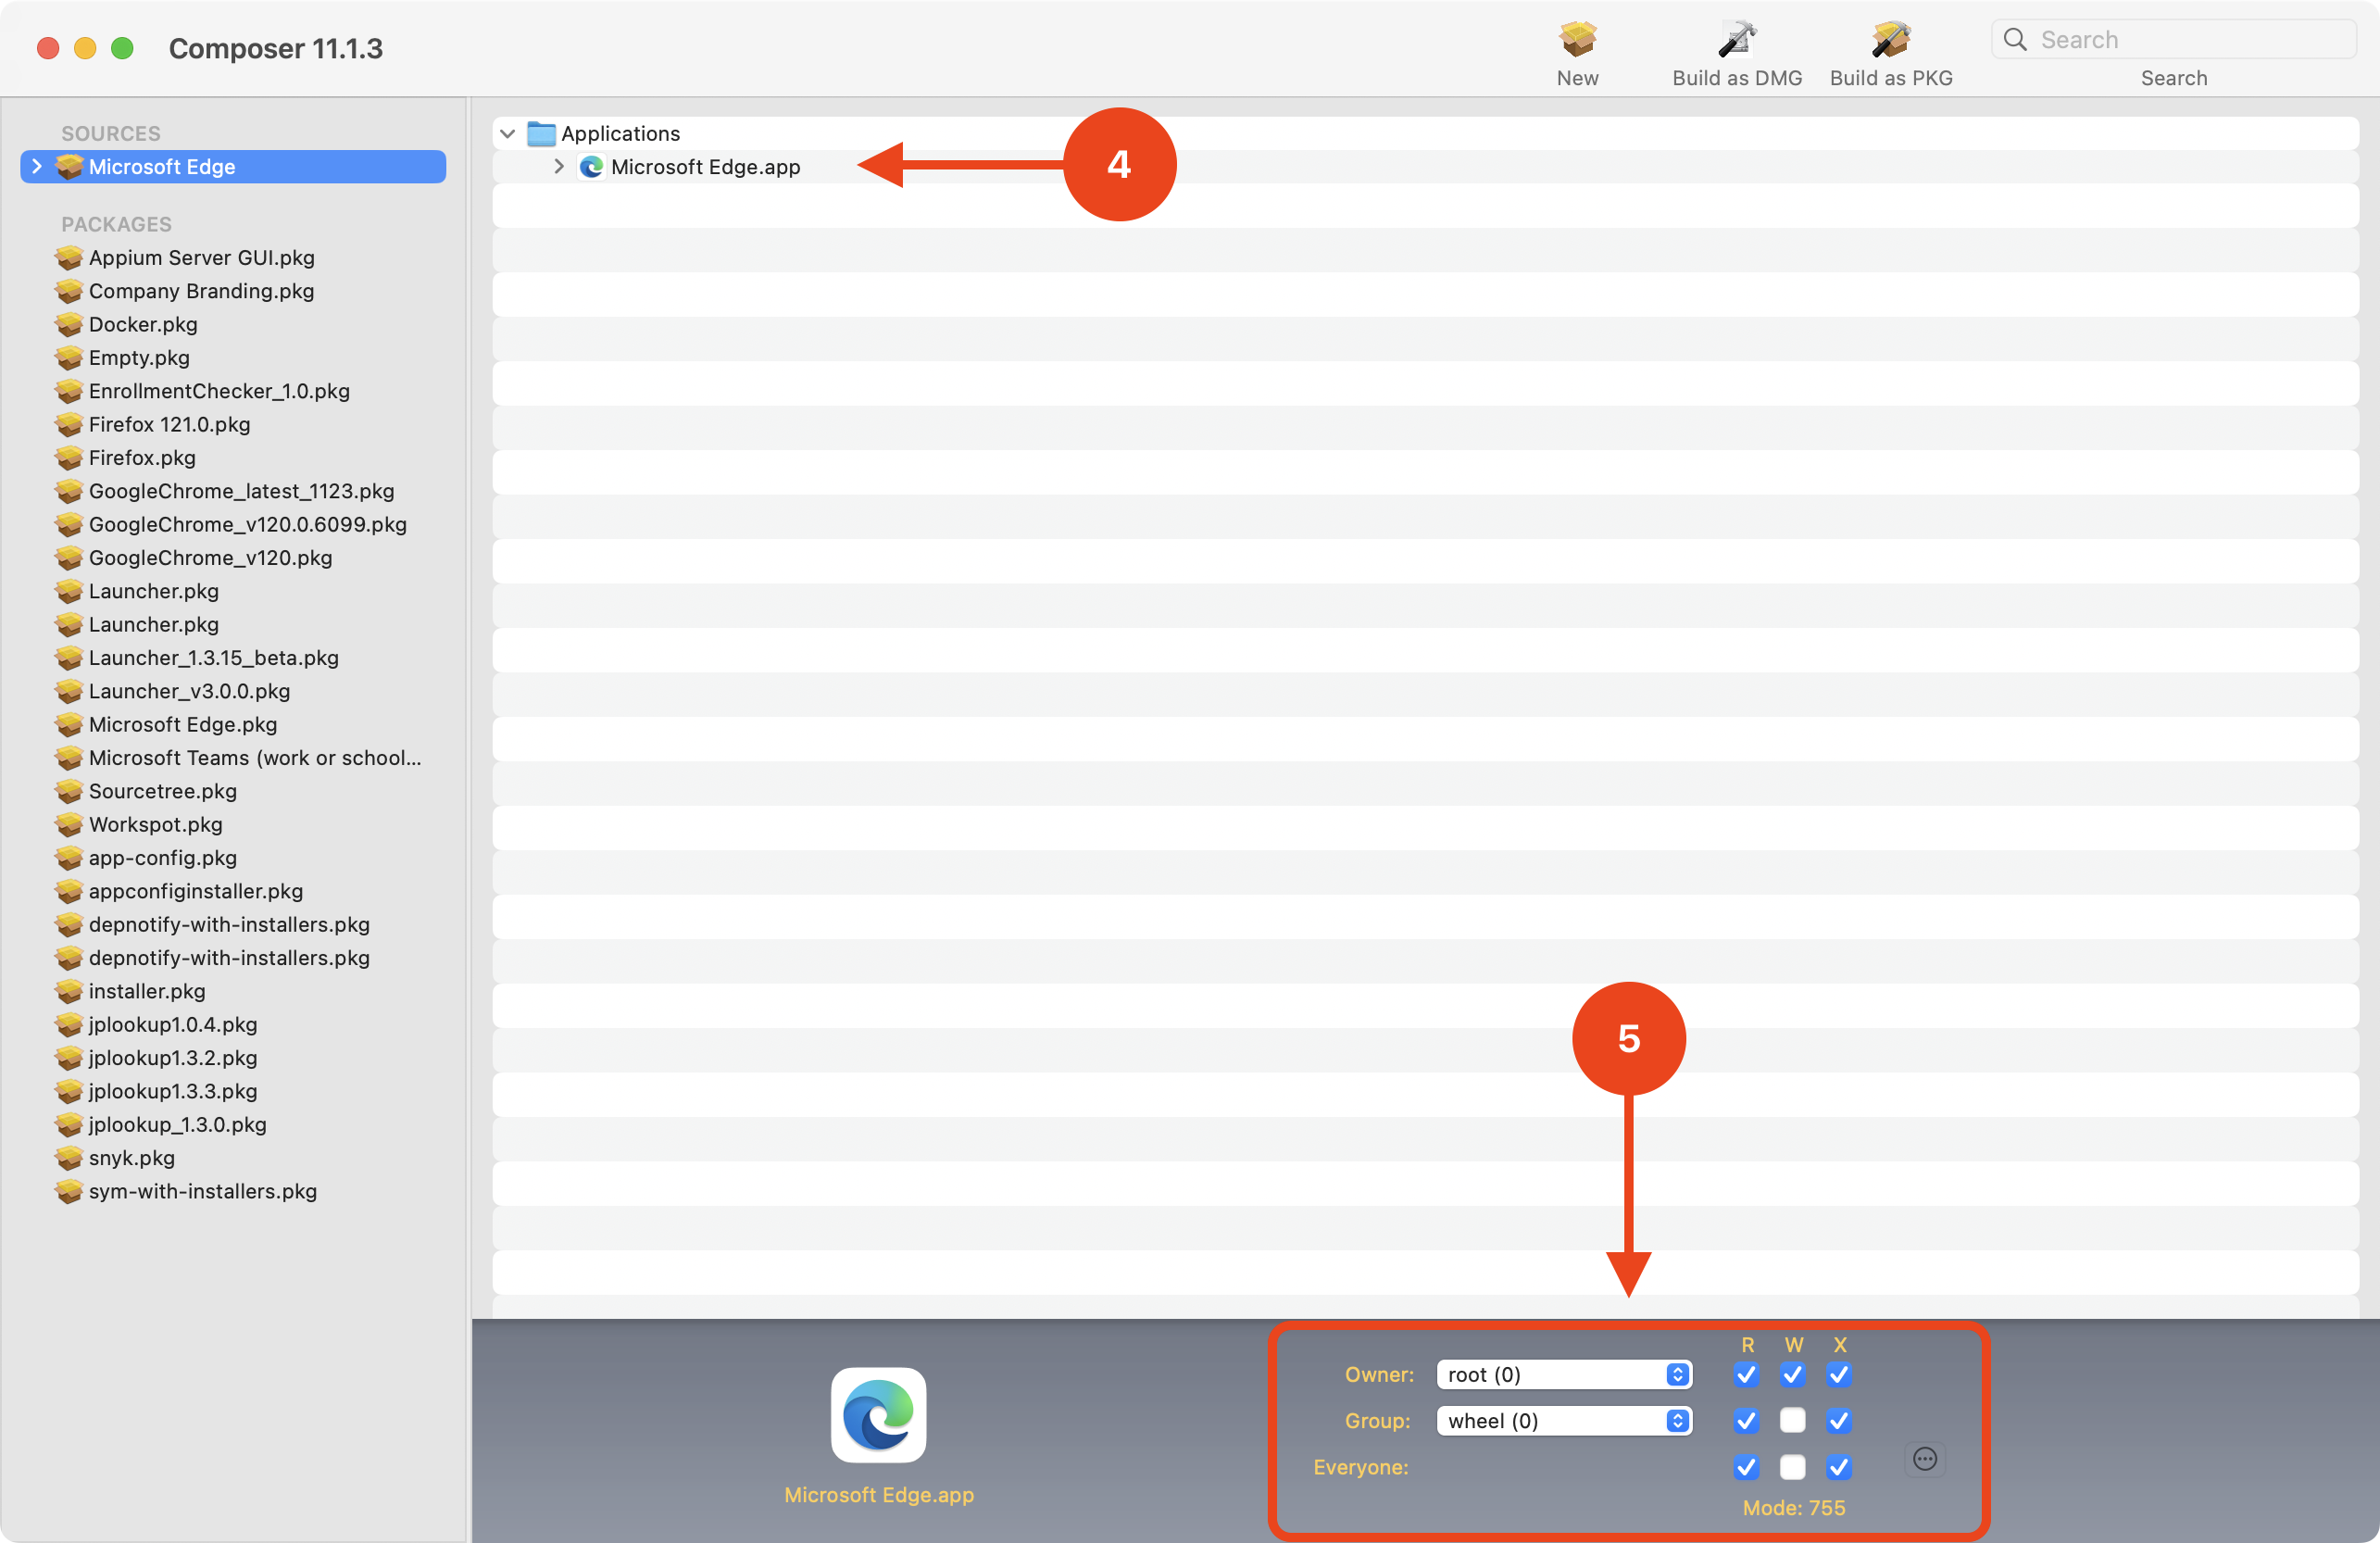 Composer 11.1.3
New
Build as DMG
Build as PKG
Search
Search
SOURCES
Microsoft Edge
PACKAGES
Appium Server GUI.pkg
Company Branding.pkg
Docker.pkg
Empty.pkg
EnrollmentChecker_1.0.pkg
Firefox 121.0.pkg
Firefox.pkg
GoogleChrome_latest_1123.pkg
GoogleChrome_v120.0.6099.pkg
GoogleChrome_v120.pkg
Launcher.pkg
Launcher.pkg
Launcher_1.3.15_beta.pkg
Launcher_v3.0.0.pkg
Microsoft Edge.pkg
Microsoft Teams (work or school...
Sourcetree.pkg
Workspot.pkg
app-config.pkg
appconfiginstaller.pkg
depnotify-with-installers.pkg
depnotify-with-installers.pkg
installer.pkg
jplookup1.0.4.pkg
jplookup1.3.2.pkg
jplookup1.3.3.pkg
jplookup_1.3.0.pkg
snyk.pkg
sym-with-installers.pkg
Applications
Microsoft Edge.app
4
5
Microsoft Edge.app
R W X
Owner: root (0)
Group: wheel (0)
Everyone:
Mode: 755